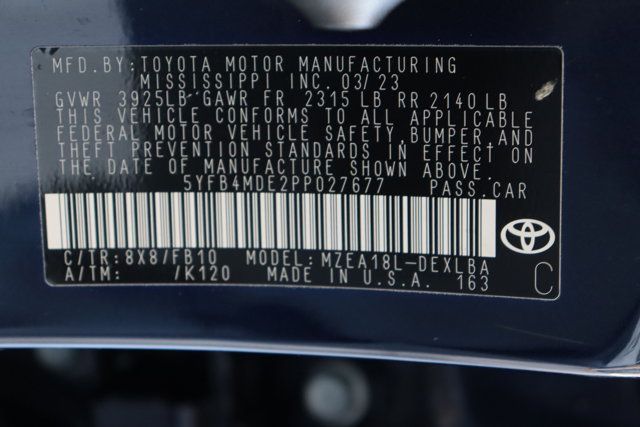 MFD.BY:TOYOTA MOTOR MANUFACTURING
MISSISSIPPI INC. 03/23
GVWR 3925LB GAWR FR 2315 LB RR 2140 LB
THIS VEHICLE CONFORMS TO ALL APPLICABLE
FEDERAL MOTOR VEHICLE SAFETY, BUMPER, AND
THEFT PREVENTION STANDARDS IN EFFECT ON
THE DATE OF MANUFACTURE SHOWN ABOVE.
5YFB4MDE2PP027677 PASS.CAR
C/TR:8X8/FB10 MODEL:MZEA18L-DEXLBA
A/TM: /K120 MADE IN U.S.A. 163
C